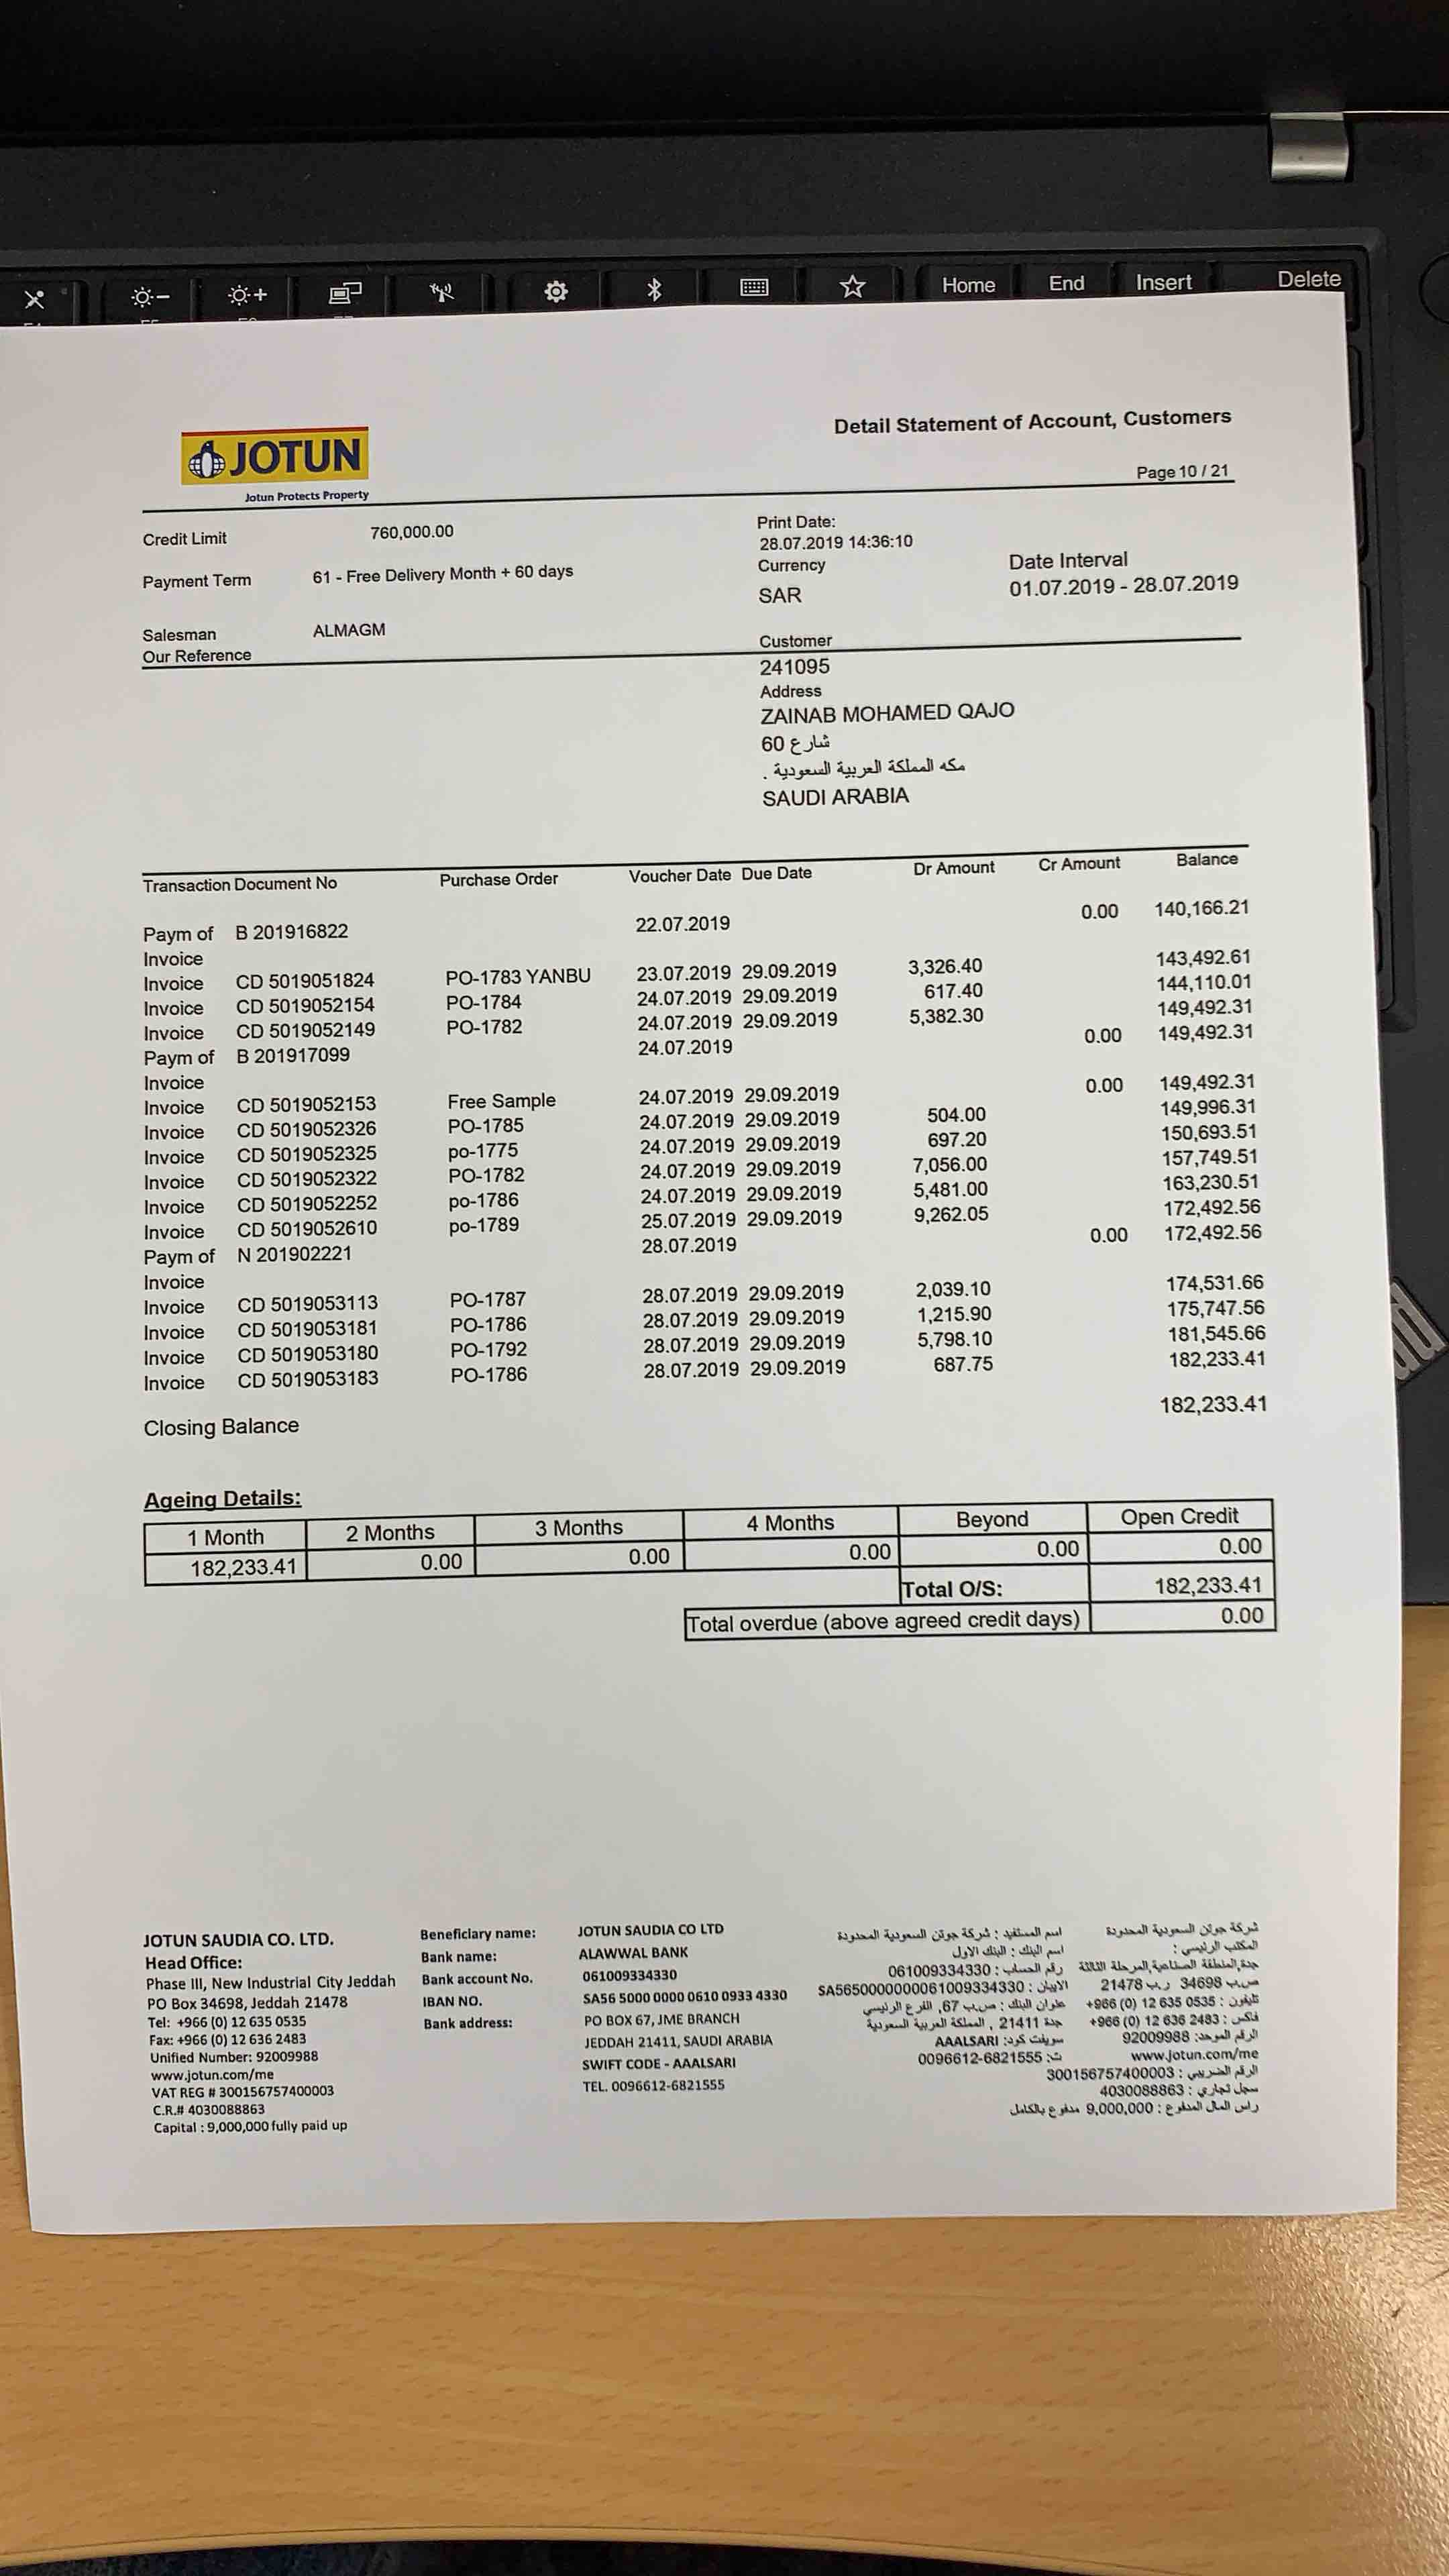 Home End Insert Delete
JOTUN
Jotun Protects Property
Detail Statement of Account, Customers
Page 10 / 21
Credit Limit 760,000.00
Payment Term 61 - Free Delivery Month + 60 days
Salesman ALMAGM
Our Reference
Print Date:
28.07.2019 14:36:10
Currency
SAR
Date Interval
01.07.2019 - 28.07.2019
Customer
241095
Address
ZAINAB MOHAMED QAJO
شارع 60
مكه المملكة العربية السعودية .
SAUDI ARABIA
Transaction Document No Purchase Order Voucher Date Due Date Dr Amount Cr Amount Balance
Paym of B 201916822 22.07.2019 0.00 140,166.21
Invoice
Invoice CD 5019051824 PO-1783 YANBU 23.07.2019 29.09.2019 3,326.40 143,492.61
Invoice CD 5019052154 PO-1784 24.07.2019 29.09.2019 617.40 144,110.01
Invoice CD 5019052149 PO-1782 24.07.2019 29.09.2019 5,382.30 149,492.31
Paym of B 201917099 24.07.2019 0.00 149,492.31
Invoice
Invoice CD 5019052153 Free Sample 24.07.2019 29.09.2019 0.00 149,492.31
Invoice CD 5019052326 PO-1785 24.07.2019 29.09.2019 504.00 149,996.31
Invoice CD 5019052325 po-1775 24.07.2019 29.09.2019 697.20 150,693.51
Invoice CD 5019052322 PO-1782 24.07.2019 29.09.2019 7,056.00 157,749.51
Invoice CD 5019052252 po-1786 24.07.2019 29.09.2019 5,481.00 163,230.51
Invoice CD 5019052610 po-1789 25.07.2019 29.09.2019 9,262.05 172,492.56
Paym of N 201902221 28.07.2019 0.00 172,492.56
Invoice
Invoice CD 5019053113 PO-1787 28.07.2019 29.09.2019 2,039.10 174,531.66
Invoice CD 5019053181 PO-1786 28.07.2019 29.09.2019 1,215.90 175,747.56
Invoice CD 5019053180 PO-1792 28.07.2019 29.09.2019 5,798.10 181,545.66
Invoice CD 5019053183 PO-1786 28.07.2019 29.09.2019 687.75 182,233.41
Closing Balance 182,233.41
Ageing Details:
1 Month 2 Months 3 Months 4 Months Beyond Open Credit
182,233.41 0.00 0.00 0.00 0.00 0.00
Total O/S: 182,233.41
Total overdue (above agreed credit days) 0.00
JOTUN SAUDIA CO. LTD.
Head Office:
Phase III, New Industrial City Jeddah
PO Box 34698, Jeddah 21478
Tel: +966 (0) 12 635 0535
Fax: +966 (0) 12 636 2483
Unified Number: 92009988
www.jotun.com/me
VAT REG # 300156757400003
C.R.# 4030088863
Capital : 9,000,000 fully paid up
Beneficiary name: JOTUN SAUDIA CO LTD
Bank name: ALAWWAL BANK
Bank account No. 061009334330
IBAN NO. SA56 5000 0000 0610 0933 4330
Bank address: PO BOX 67, JME BRANCH
JEDDAH 21411, SAUDI ARABIA
SWIFT CODE - AAALSARI
TEL. 0096612-6821555
اسم المستفيد : شركة جوتن السعودية المحدودة
اسم البنك : البنك الاول
رقم الحساب : 061009334330
الايبان : SA5650000000061009334330
عنوان البنك : ص.ب 67, الفرع الرئيسي
جدة 21411 , المملكة العربية السعودية
سويفت كود: AAALSARI
ت: 0096612-6821555
شركة جوتن السعودية المحدودة
المكتب الرئيسي :
جدة,المنطقة الصناعية,المرحلة الثالثة
ص.ب 34698 ر.ب 21478
تليفون : +966 (0) 12 635 0535
فاكس : +966 (0) 12 636 2483
الرقم الموحد: 92009988
www.jotun.com/me
الرقم الضريبي : 300156757400003
سجل تجاري : 4030088863
راس المال المدفوع : 9,000,000 مدفوع بالكامل